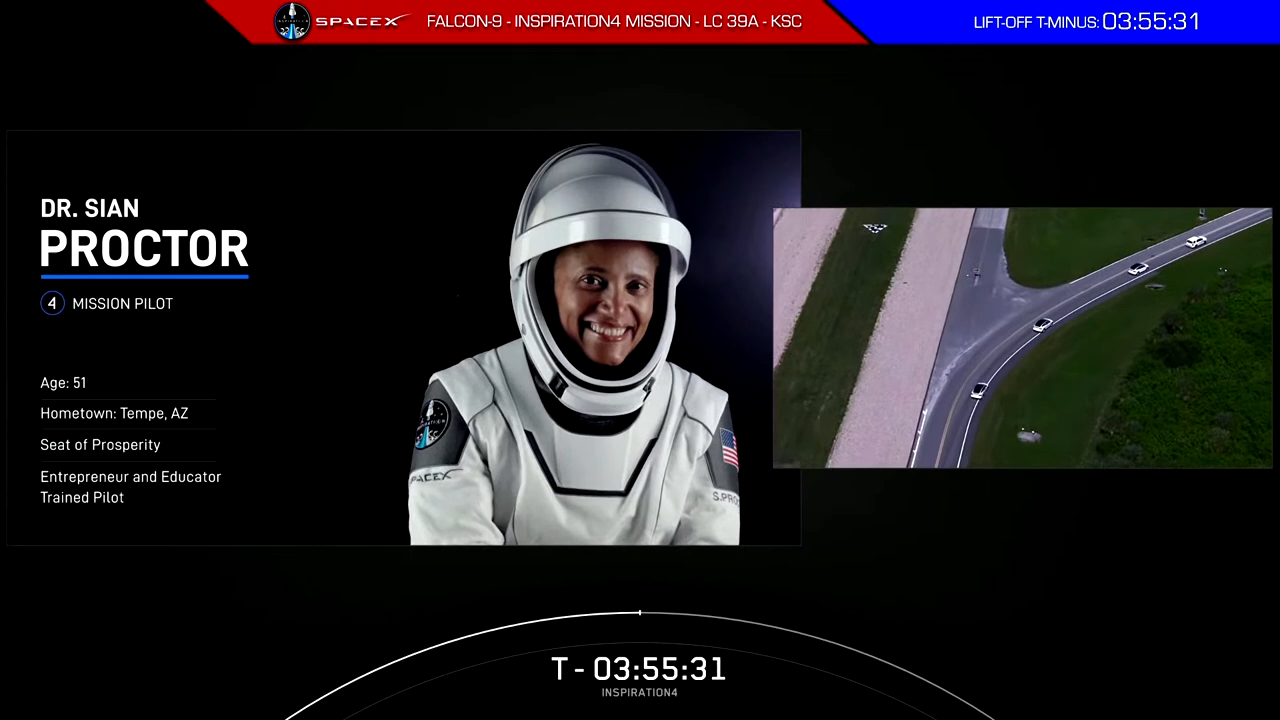 SPACEX
FALCON-9 - INSPIRATION4 MISSION - LC 39A - KSC
LIFT-OFF T-MINUS: 03:55:31
DR. SIAN
PROCTOR
4 MISSION PILOT
Age: 51
Hometown: Tempe, AZ
Seat of Prosperity
Entrepreneur and Educator
Trained Pilot
SPACEX
S.PRO
T - 03:55:31
INSPIRATION4